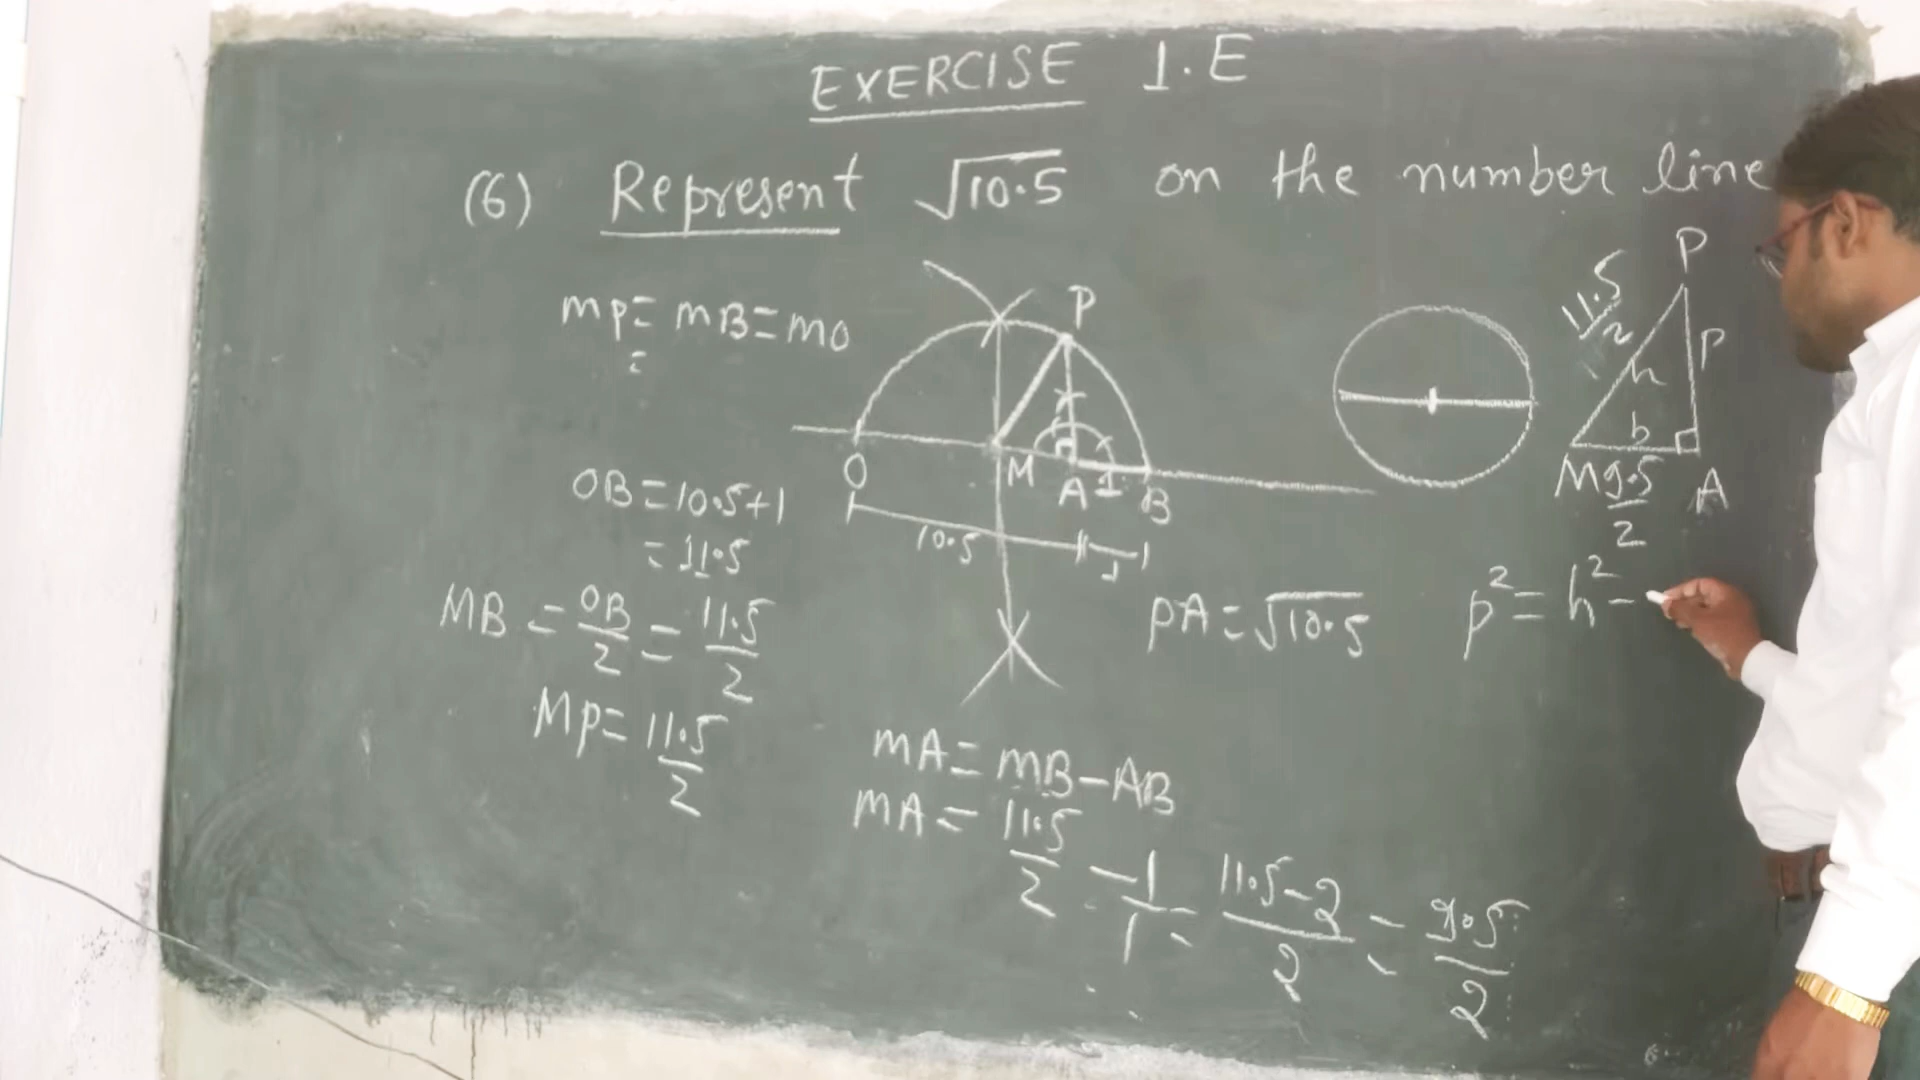 EXERCISE 1.E
(6) Represent √10.5 on the number line
MP = MB = MO
=
OB = 10.5+1
= 11.5
MB = OB/2 = 11.5/2
MP = 11.5/2
P
O M A 1 B
10.5 1
PA = √10.5
MA = MB - AB
MA = 11.5/2 - 1/1 = 11.5-2/2 = 9.5/2
P
11.5/2
h
P
b
M 9.5/2 A
p² = h² -